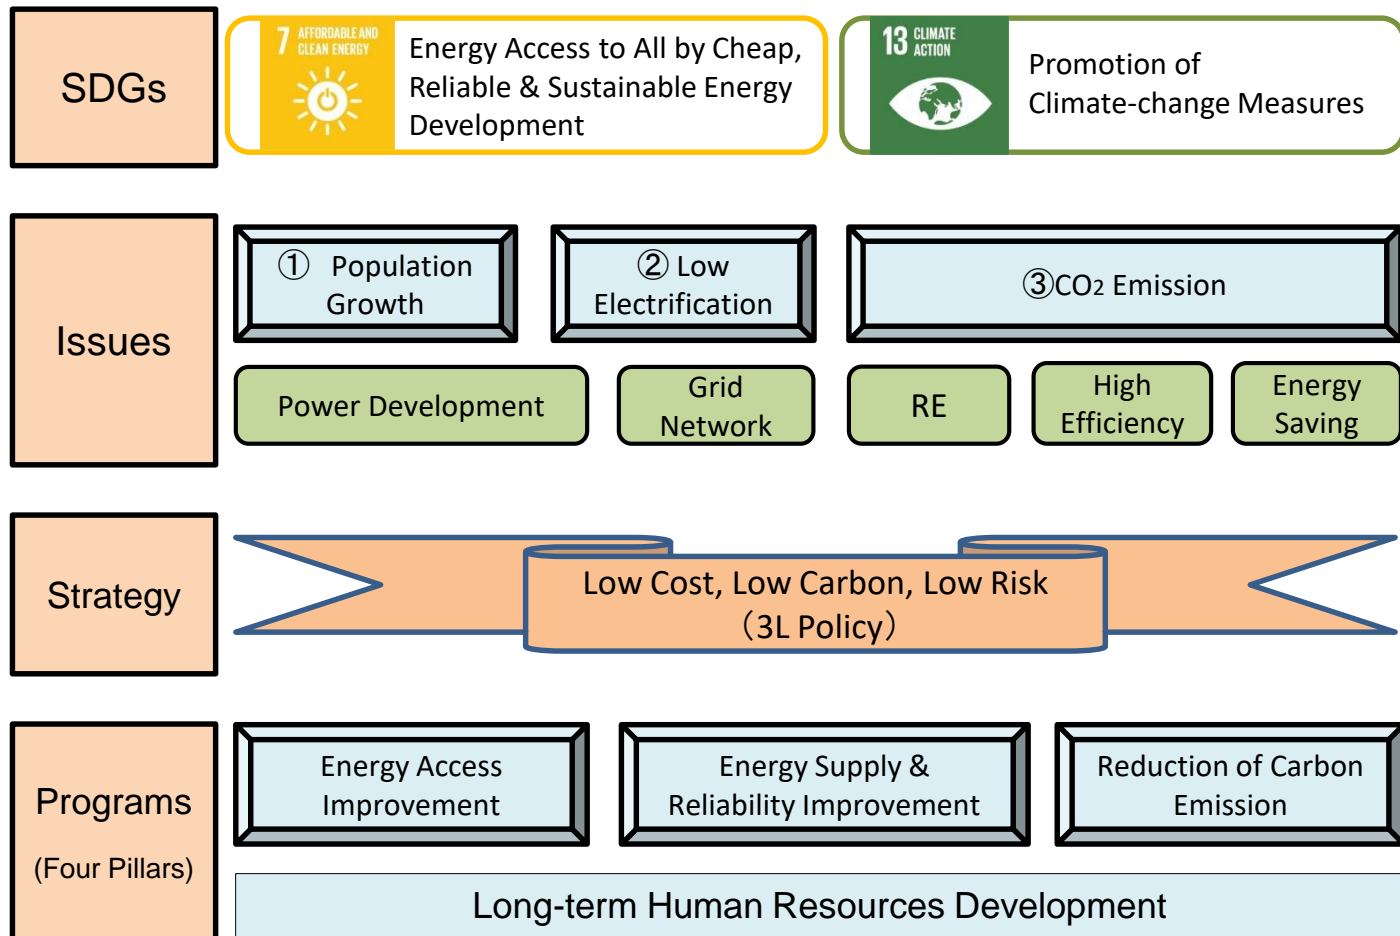 SDGs
7 AFFORDABLE AND
CLEAN ENERGY
Energy Access to All by Cheap,
Reliable & Sustainable Energy
Development
13 CLIMATE
ACTION
Promotion of
Climate-change Measures
Issues
① Population
Growth
② Low
Electrification
③CO2 Emission
Power Development
Grid
Network
RE
High
Efficiency
Energy
Saving
Strategy
Low Cost, Low Carbon, Low Risk
（3L Policy）
Programs
(Four Pillars)
Energy Access
Improvement
Energy Supply &
Reliability Improvement
Reduction of Carbon
Emission
Long-term Human Resources Development